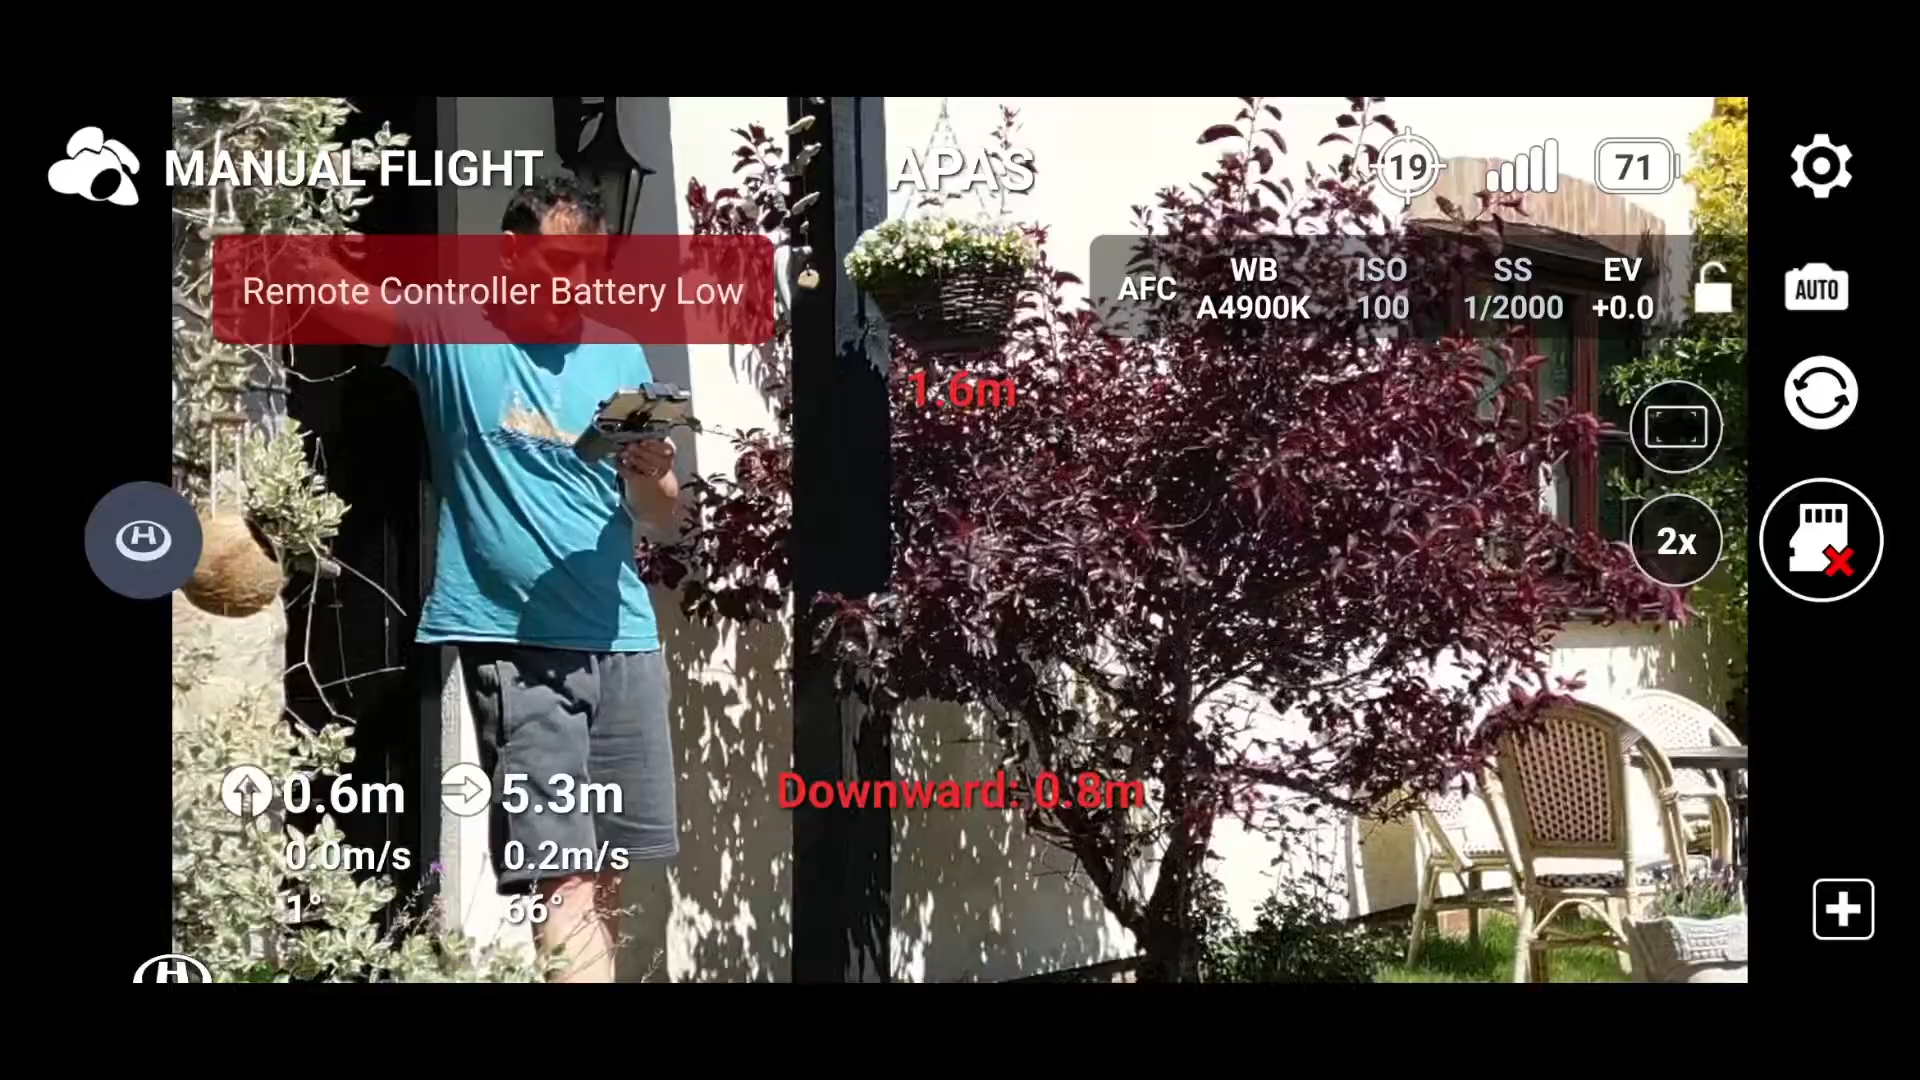 MANUAL FLIGHT
APAS
19
71
Remote Controller Battery Low
AFC
WB
A4900K
ISO
100
SS
1/2000
EV
+0.0
AUTO
1.6m
H
2x
Downward: 0.8m
0.6m
5.3m
0.0m/s
0.2m/s
1°
66°
H